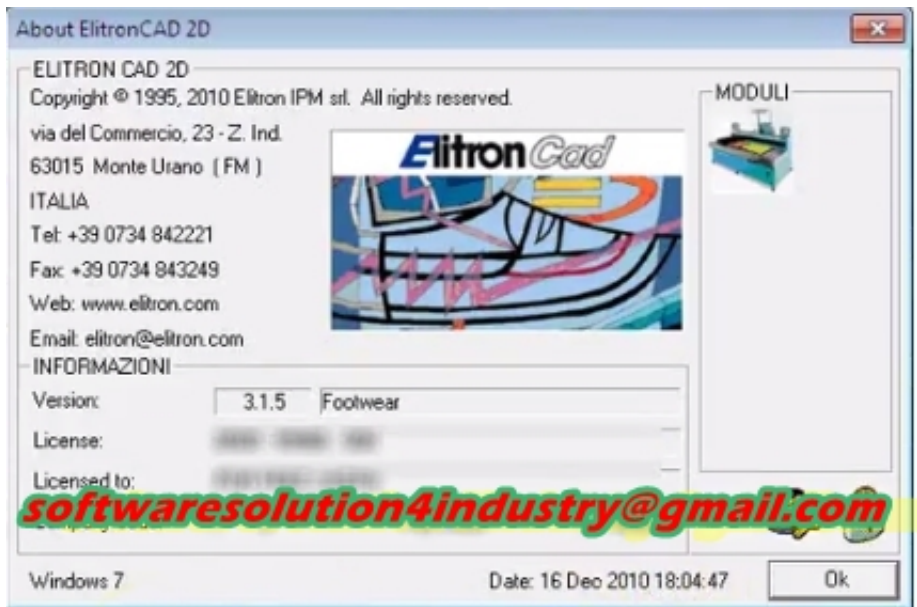 About ElitronCAD 2D
ELITRON CAD 2D
Copyright © 1995, 2010 Elitron IPM srl. All rights reserved.
via del Commercio, 23 - Z. Ind.
63015 Monte Urano ( FM )
ITALIA
Tel: +39 0734 842221
Fax: +39 0734 843249
Web: www.elitron.com
Email: elitron@elitron.com
Elitron Cad
MODULI
INFORMAZIONI
Version: 3.1.5 Footwear
License:
Licensed to:
softwaresolution4industry@gmail.com
Windows 7
Date: 16 Dec 2010 18:04:47
Ok